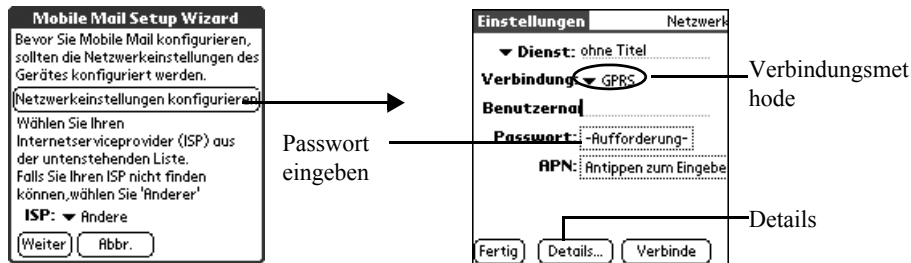 Mobile Mail Setup Wizard
Bevor Sie Mobile Mail konfigurieren,
sollten die Netzwerkeinstellungen des
Gerätes konfiguriert werden.
Netzwerkeinstellungen konfigurieren
Wählen Sie Ihren
Internetserviceprovider (ISP) aus
der untenstehenden Liste.
Falls Sie Ihren ISP nicht finden
können,wählen Sie 'Anderer'
ISP: Andere
Weiter Abbr.
Passwort
eingeben
Einstellungen Netzwerk
Dienst: ohne Titel
Verbindung: GPRS
Benutzernai
Passwort: -Aufforderung-
APN: Antippen zum Eingebe
Fertig Details... Verbinde
Verbindungsmet
hode
Details